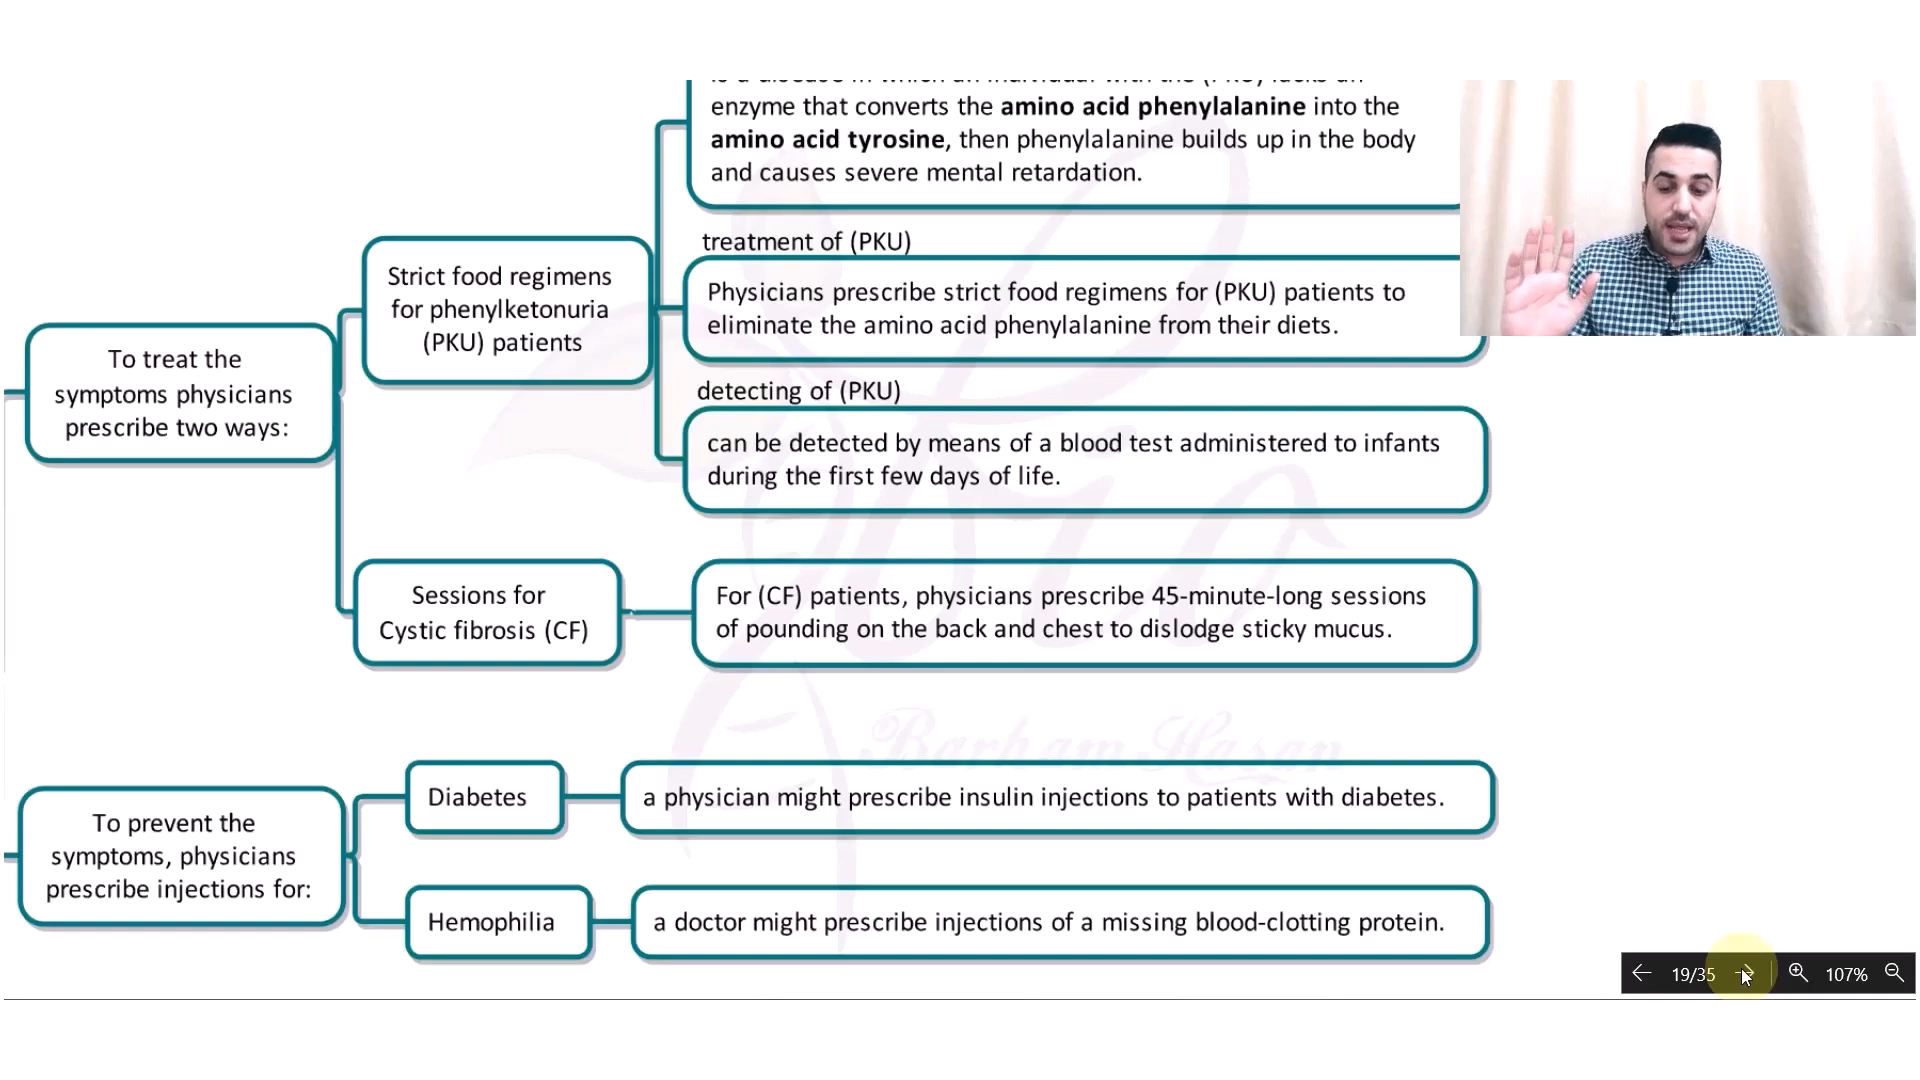 enzyme that converts the amino acid phenylalanine into the
amino acid tyrosine, then phenylalanine builds up in the body
and causes severe mental retardation.
treatment of (PKU)
Strict food regimens
for phenylketonuria
(PKU) patients
Physicians prescribe strict food regimens for (PKU) patients to
eliminate the amino acid phenylalanine from their diets.
To treat the
symptoms physicians
prescribe two ways:
detecting of (PKU)
can be detected by means of a blood test administered to infants
during the first few days of life.
Sessions for
Cystic fibrosis (CF)
For (CF) patients, physicians prescribe 45-minute-long sessions
of pounding on the back and chest to dislodge sticky mucus.
Barham Hasan
To prevent the
symptoms, physicians
prescribe injections for:
Diabetes
a physician might prescribe insulin injections to patients with diabetes.
Hemophilia
a doctor might prescribe injections of a missing blood-clotting protein.
19/35
107%